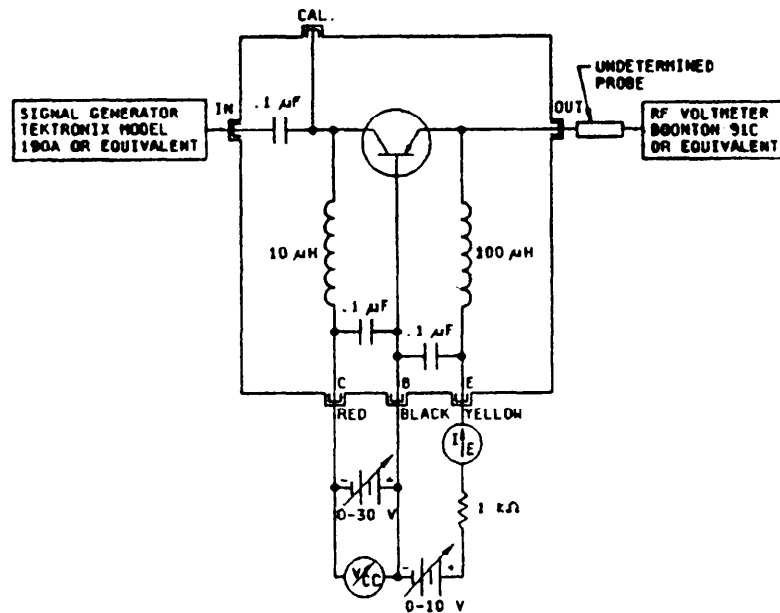 CAL.
UNDETERMINED
PROBE
IN
.1 µF
OUT
SIGNAL GENERATOR
TEKTRONIX MODEL
190A OR EQUIVALENT
RF VOLTMETER
BOONTON 91C
OR EQUIVALENT
10 µH
100 µH
.1 µF
.1 µF
C
B
E
RED
BLACK
YELLOW
I
E
- +
0-30 V
1 kΩ
VCC
- +
0-10 V